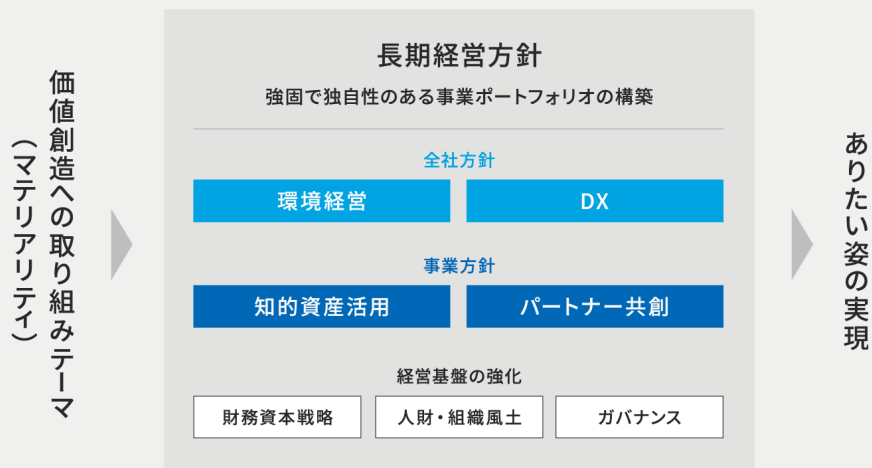 価値創造への取り組みテーマ
（マテリアリティ）
長期経営方針
強固で独自性のある事業ポートフォリオの構築
全社方針
環境経営
DX
事業方針
知的資産活用
パートナー共創
経営基盤の強化
財務資本戦略
人財・組織風土
ガバナンス
ありたい姿の実現